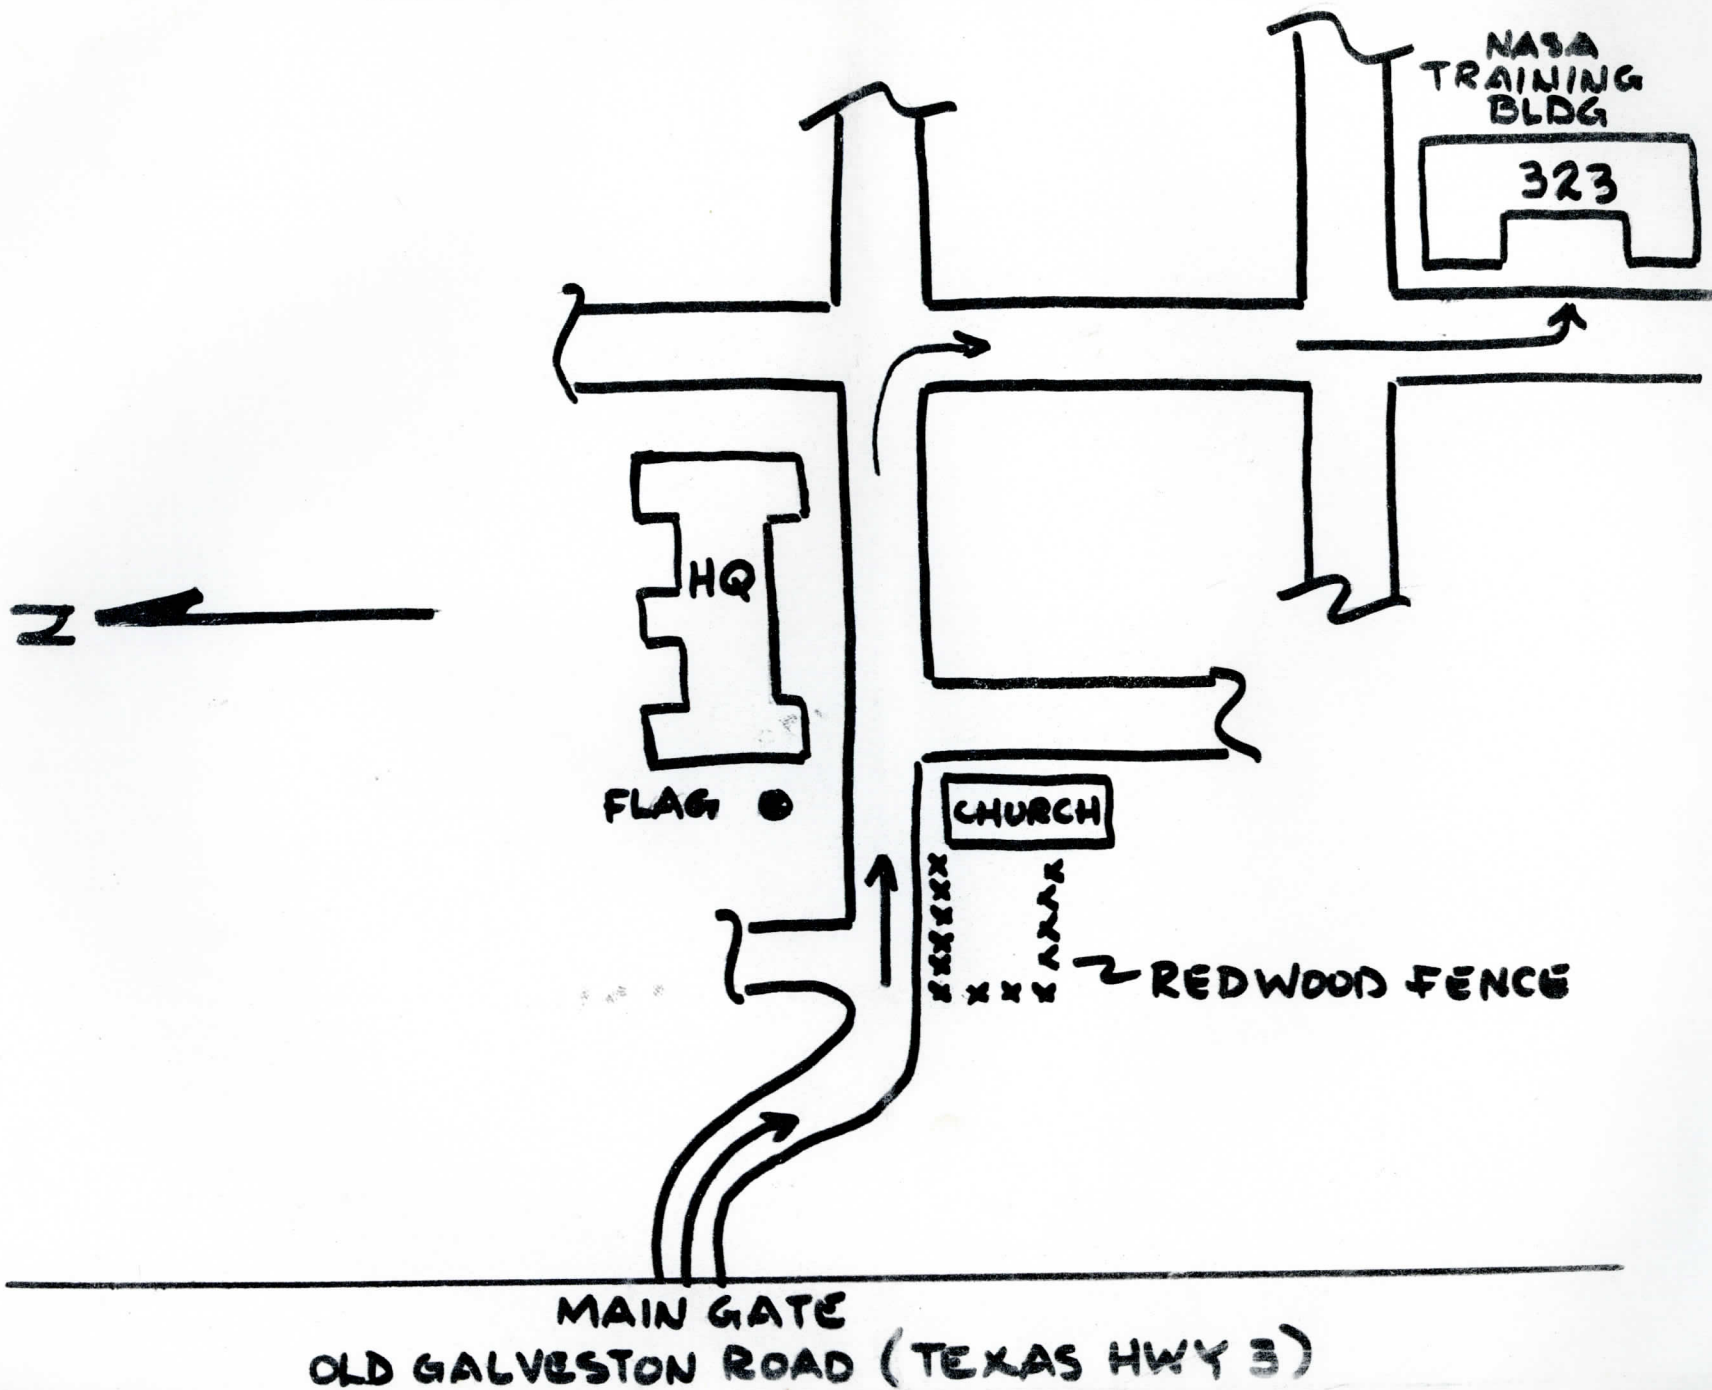 NASA
TRAINING
BLDG
323
HQ
N
FLAG
CHURCH
REDWOOD FENCE
MAIN GATE
OLD GALVESTON ROAD (TEXAS HWY 3)